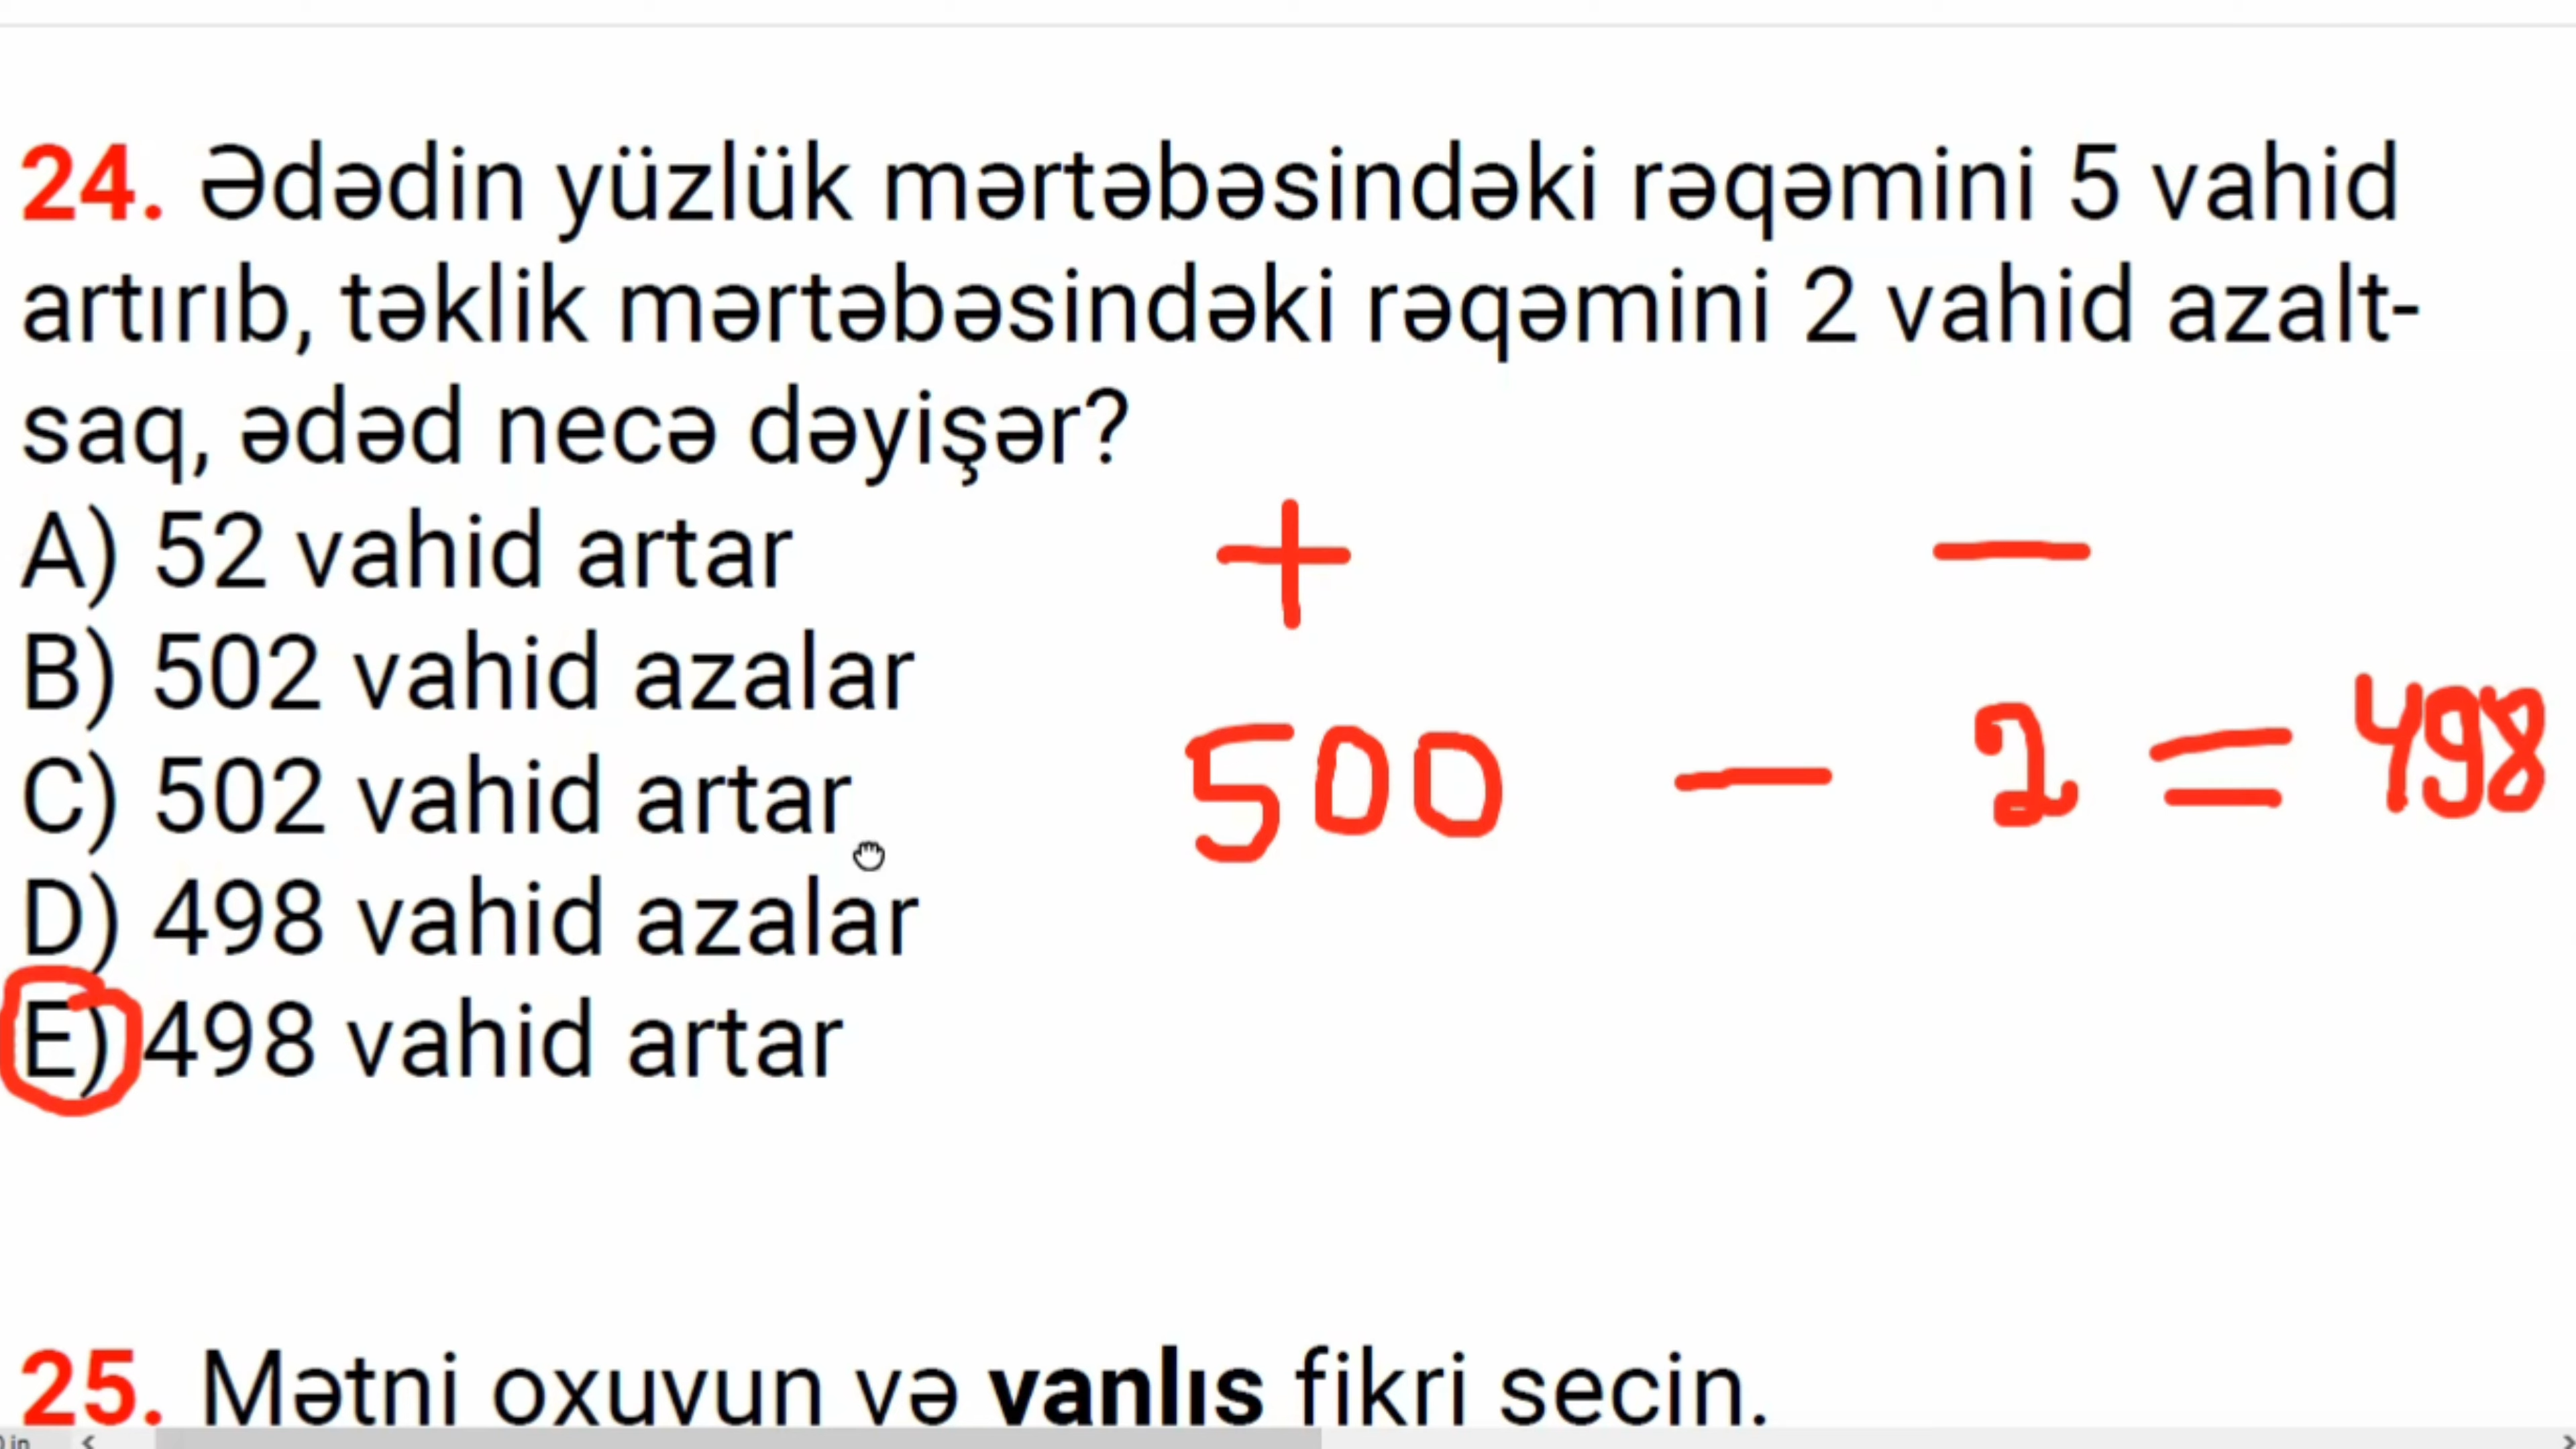 24. Ədədin yüzlük mərtəbəsindəki rəqəmini 5 vahid
artırıb, təklik mərtəbəsindəki rəqəmini 2 vahid azalt-
saq, ədəd necə dəyişər?
A) 52 vahid artar
+ −
B) 502 vahid azalar
C) 502 vahid artar
500 − 2 = 498
D) 498 vahid azalar
E) 498 vahid artar
25. Mətni oxuyun və yanlış fikri seçin.
in <